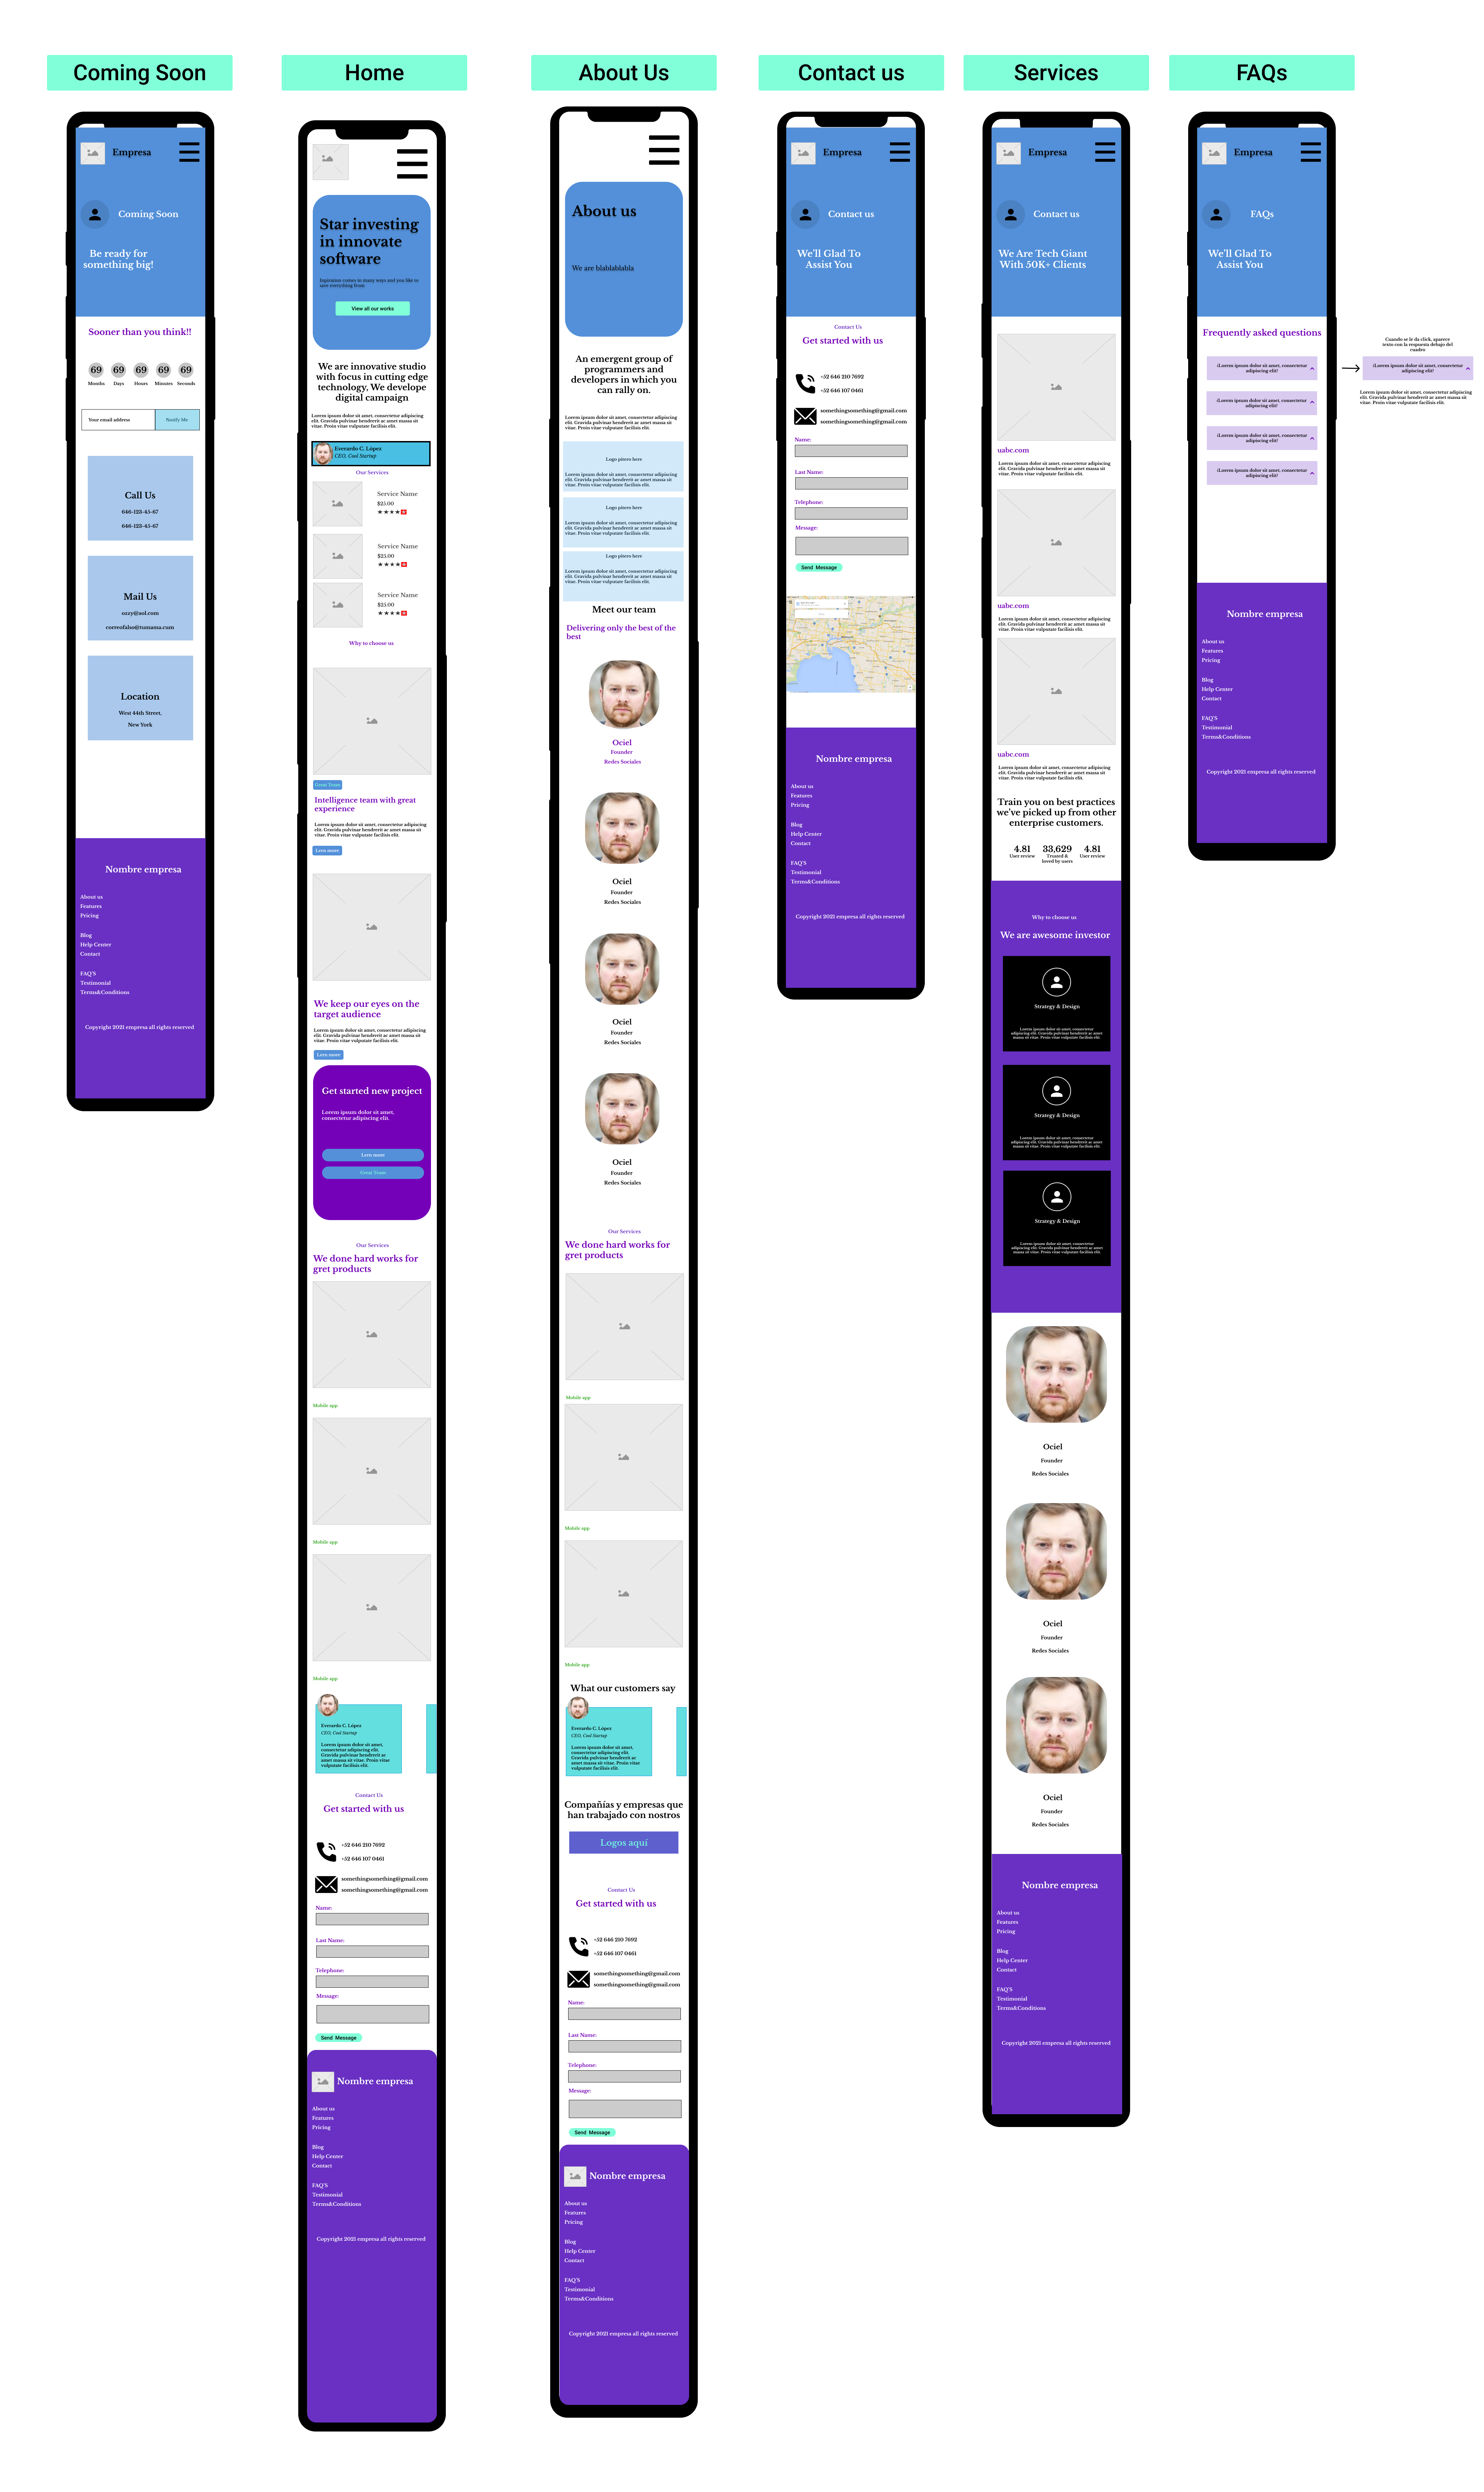 Coming Soon
Empresa
Coming Soon
Be ready for
something big!
Sooner than you think!!
69 69 69 69 69
Months Days Hours Minutes Seconds
Your email address
Notify Me
Call Us
646-123-45-67
646-123-45-67
Mail Us
ozzy@aol.com
correofalso@tumama.cum
Location
West 44th Street,
New York
Nombre empresa
About us
Features
Pricing
Blog
Help Center
Contact
FAQ'S
Testimonial
Terms&Conditions
Copyright 2021 empresa all rights reserved
Home
Star investing
in innovate
software
Inpiration comes in many ways and you like to
save everything from
View all our works
We are innovative studio
with focus in cutting edge
technology, We develope
digital campaign
Lorem ipsum dolor sit amet, consectetur adipiscing
elit. Gravida pulvinar hendrerit ac amet massa sit
vitae. Proin vitae vulputate facilisis elit.
Everardo C. López
CEO, Cool Startup
Our Services
Service Name
$25.00
Service Name
$25.00
Service Name
$25.00
Why to choose us
Great Team
Intelligence team with great
experience
Lorem ipsum dolor sit amet, consectetur adipiscing
elit. Gravida pulvinar hendrerit ac amet massa sit
vitae. Proin vitae vulputate facilisis elit.
Lern more
We keep our eyes on the
target audience
Lorem ipsum dolor sit amet, consectetur adipiscing
elit. Gravida pulvinar hendrerit ac amet massa sit
vitae. Proin vitae vulputate facilisis elit.
Lern more
Get started new project
Lorem ipsum dolor sit amet,
consectetur adipiscing elit.
Lern more
Great Team
Our Services
We done hard works for
gret products
Mobile app
Mobile app
Mobile app
Everardo C. López
CEO, Cool Startup
Lorem ipsum dolor sit amet,
consectetur adipiscing elit.
Gravida pulvinar hendrerit ac
amet massa sit vitae. Proin vitae
vulputate facilisis elit.
Contact Us
Get started with us
+52 646 210 7692
+52 646 107 0461
somethingsomething@gmail.com
somethingsomething@gmail.com
Name:
Last Name:
Telephone:
Message:
Send Message
Nombre empresa
About us
Features
Pricing
Blog
Help Center
Contact
FAQ'S
Testimonial
Terms&Conditions
Copyright 2021 empresa all rights reserved
About Us
About us
We are blablablabla
An emergent group of
programmers and
developers in which you
can rally on.
Lorem ipsum dolor sit amet, consectetur adipiscing
elit. Gravida pulvinar hendrerit ac amet massa sit
vitae. Proin vitae vulputate facilisis elit.
Logo pitero here
Lorem ipsum dolor sit amet, consectetur adipiscing
elit. Gravida pulvinar hendrerit ac amet massa sit
vitae. Proin vitae vulputate facilisis elit.
Logo pitero here
Lorem ipsum dolor sit amet, consectetur adipiscing
elit. Gravida pulvinar hendrerit ac amet massa sit
vitae. Proin vitae vulputate facilisis elit.
Logo pitero here
Lorem ipsum dolor sit amet, consectetur adipiscing
elit. Gravida pulvinar hendrerit ac amet massa sit
vitae. Proin vitae vulputate facilisis elit.
Meet our team
Delivering only the best of the
best
Ociel
Founder
Redes Sociales
Ociel
Founder
Redes Sociales
Ociel
Founder
Redes Sociales
Ociel
Founder
Redes Sociales
Our Services
We done hard works for
gret products
Mobile app
Mobile app
Mobile app
What our customers say
Everardo C. López
CEO, Cool Startup
Lorem ipsum dolor sit amet,
consectetur adipiscing elit.
Gravida pulvinar hendrerit ac
amet massa sit vitae. Proin vitae
vulputate facilisis elit.
Compañías y empresas que
han trabajado con nostros
Logos aquí
Contact Us
Get started with us
+52 646 210 7692
+52 646 107 0461
somethingsomething@gmail.com
somethingsomething@gmail.com
Name:
Last Name:
Telephone:
Message:
Send Message
Nombre empresa
About us
Features
Pricing
Blog
Help Center
Contact
FAQ'S
Testimonial
Terms&Conditions
Copyright 2021 empresa all rights reserved
Contact us
Empresa
Contact us
We'll Glad To
Assist You
Contact Us
Get started with us
+52 646 210 7692
+52 646 107 0461
somethingsomething@gmail.com
somethingsomething@gmail.com
Name:
Last Name:
Telephone:
Message:
Send Message
Nombre empresa
About us
Features
Pricing
Blog
Help Center
Contact
FAQ'S
Testimonial
Terms&Conditions
Copyright 2021 empresa all rights reserved
Services
Empresa
Contact us
We Are Tech Giant
With 50K+ Clients
uabc.com
Lorem ipsum dolor sit amet, consectetur adipiscing
elit. Gravida pulvinar hendrerit ac amet massa sit
vitae. Proin vitae vulputate facilisis elit.
uabc.com
Lorem ipsum dolor sit amet, consectetur adipiscing
elit. Gravida pulvinar hendrerit ac amet massa sit
vitae. Proin vitae vulputate facilisis elit.
uabc.com
Lorem ipsum dolor sit amet, consectetur adipiscing
elit. Gravida pulvinar hendrerit ac amet massa sit
vitae. Proin vitae vulputate facilisis elit.
Train you on best practices
we've picked up from other
enterprise customers.
4.81 33,629 4.81
User review Trusted & User review
loved by users
Why to choose us
We are awesome investor
Strategy & Design
Lorem ipsum dolor sit amet, consectetur
adipiscing elit. Gravida pulvinar hendrerit ac amet
massa sit vitae. Proin vitae vulputate facilisis elit.
Strategy & Design
Lorem ipsum dolor sit amet, consectetur
adipiscing elit. Gravida pulvinar hendrerit ac amet
massa sit vitae. Proin vitae vulputate facilisis elit.
Strategy & Design
Lorem ipsum dolor sit amet, consectetur
adipiscing elit. Gravida pulvinar hendrerit ac amet
massa sit vitae. Proin vitae vulputate facilisis elit.
Ociel
Founder
Redes Sociales
Ociel
Founder
Redes Sociales
Ociel
Founder
Redes Sociales
Nombre empresa
About us
Features
Pricing
Blog
Help Center
Contact
FAQ'S
Testimonial
Terms&Conditions
Copyright 2021 empresa all rights reserved
FAQs
Empresa
FAQs
We'll Glad To
Assist You
Frequently asked questions
¿Lorem ipsum dolor sit amet, consectetur
adipiscing elit?
¿Lorem ipsum dolor sit amet, consectetur
adipiscing elit?
¿Lorem ipsum dolor sit amet, consectetur
adipiscing elit?
¿Lorem ipsum dolor sit amet, consectetur
adipiscing elit?
Cuando se le da click, aparece
texto con la respuesta debajo del
cuadro
¿Lorem ipsum dolor sit amet, consectetur
adipiscing elit?
Lorem ipsum dolor sit amet, consectetur adipiscing
elit. Gravida pulvinar hendrerit ac amet massa sit
vitae. Proin vitae vulputate facilisis elit.
Nombre empresa
About us
Features
Pricing
Blog
Help Center
Contact
FAQ'S
Testimonial
Terms&Conditions
Copyright 2021 empresa all rights reserved